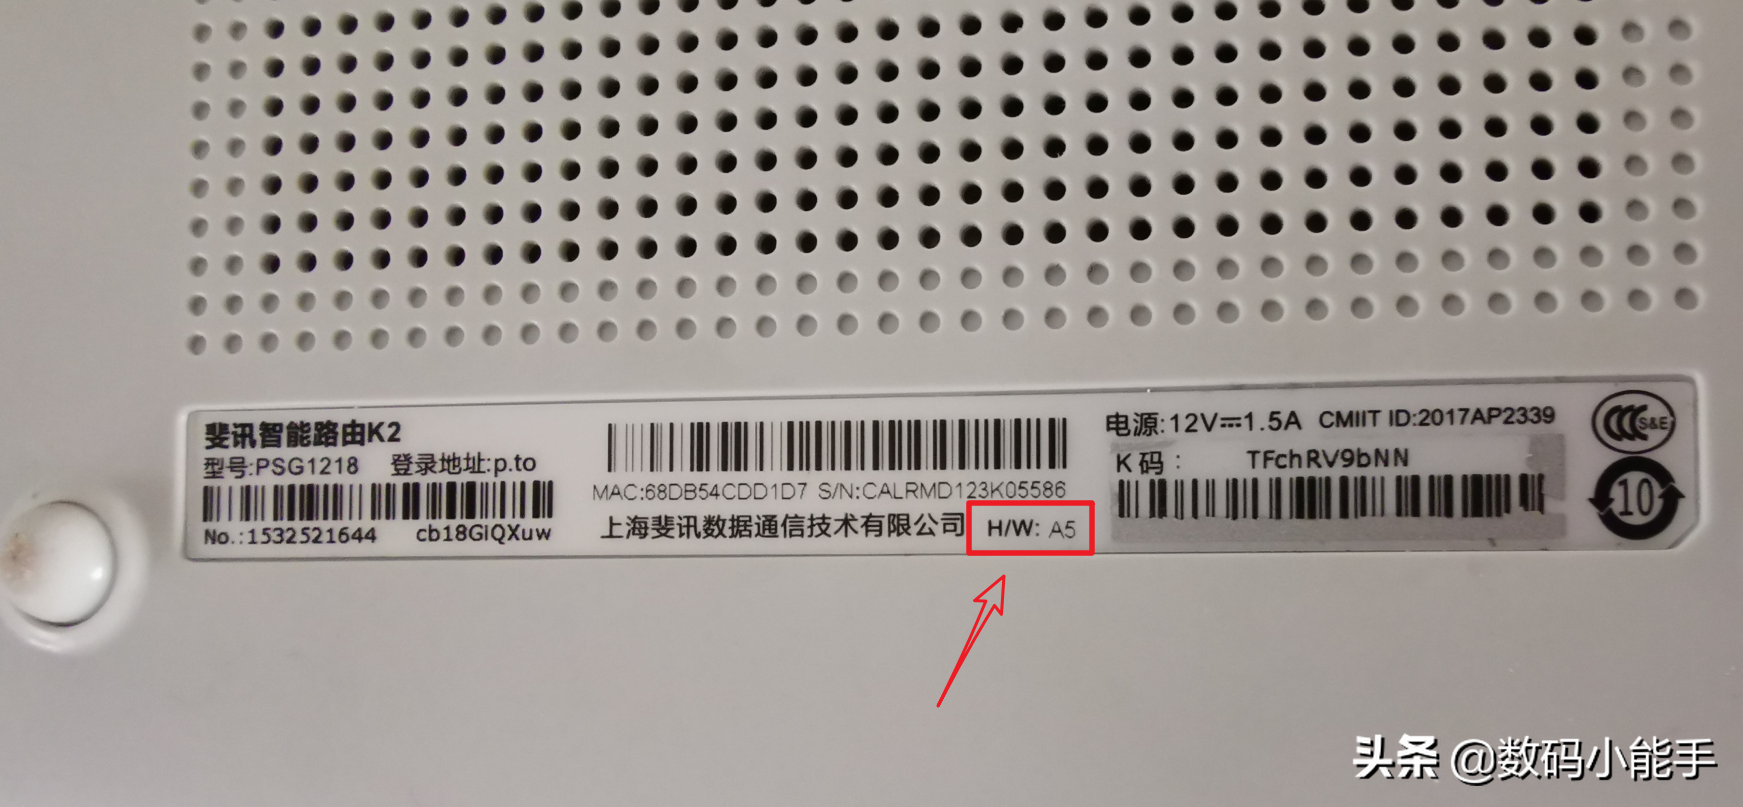 斐讯智能路由K2
型号:PSG1218 登录地址:p.to
No.:1532521644 cb18GiQXuw
MAC:68DB54CDD1D7 S/N:CALRMD123K05586
上海斐讯数据通信技术有限公司 H/W: A5
电源:12V⎓1.5A CMIIT ID:2017AP2339
K码: TFchRV9bNN
CCC S&E
10
头条 @数码小能手